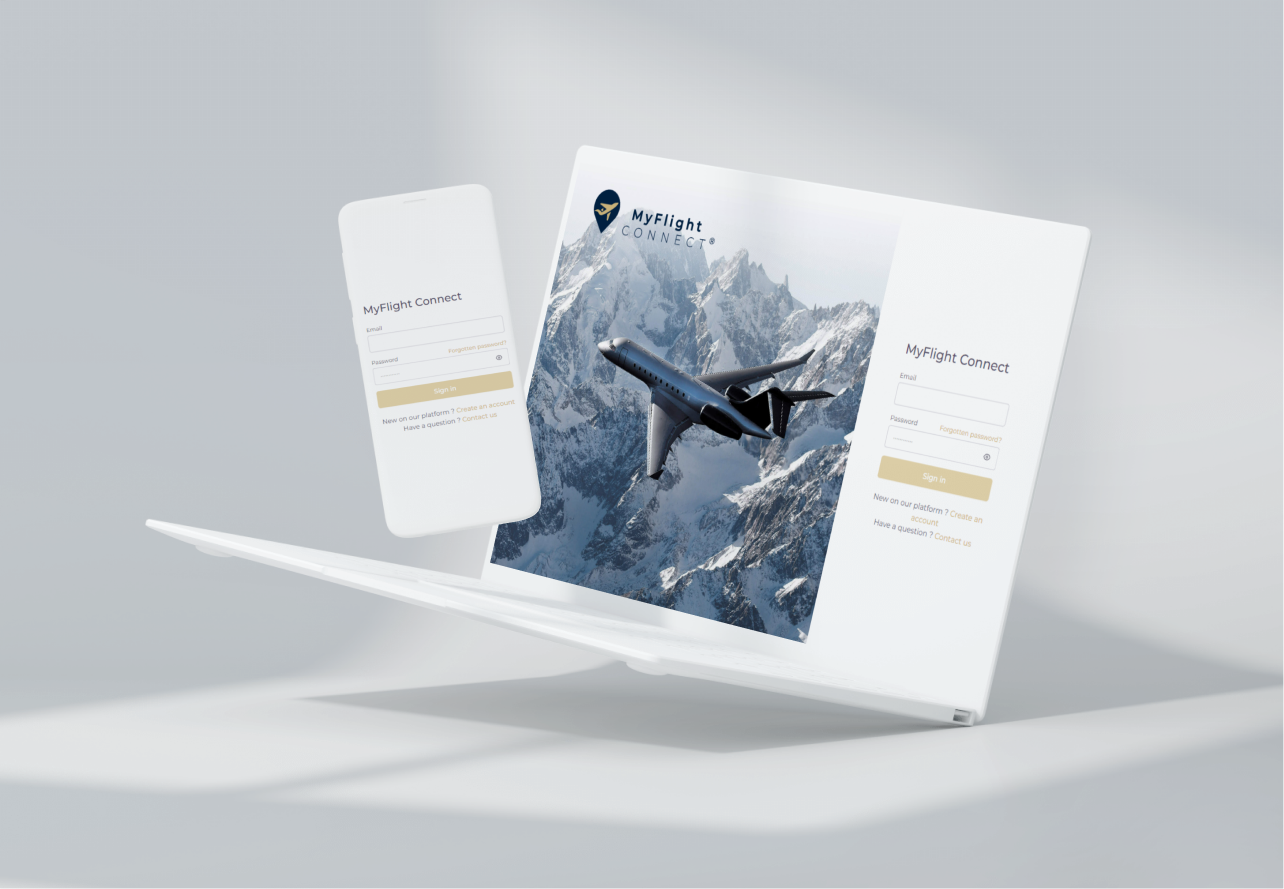 MyFlight Connect
Email
Password
Forgotten password?
Sign in
New on our platform ? Create an account
Have a question ? Contact us
MyFlight
CONNECT®
MyFlight Connect
Email
Password
Forgotten password?
Sign in
New on our platform ? Create an
account
Have a question ? Contact us